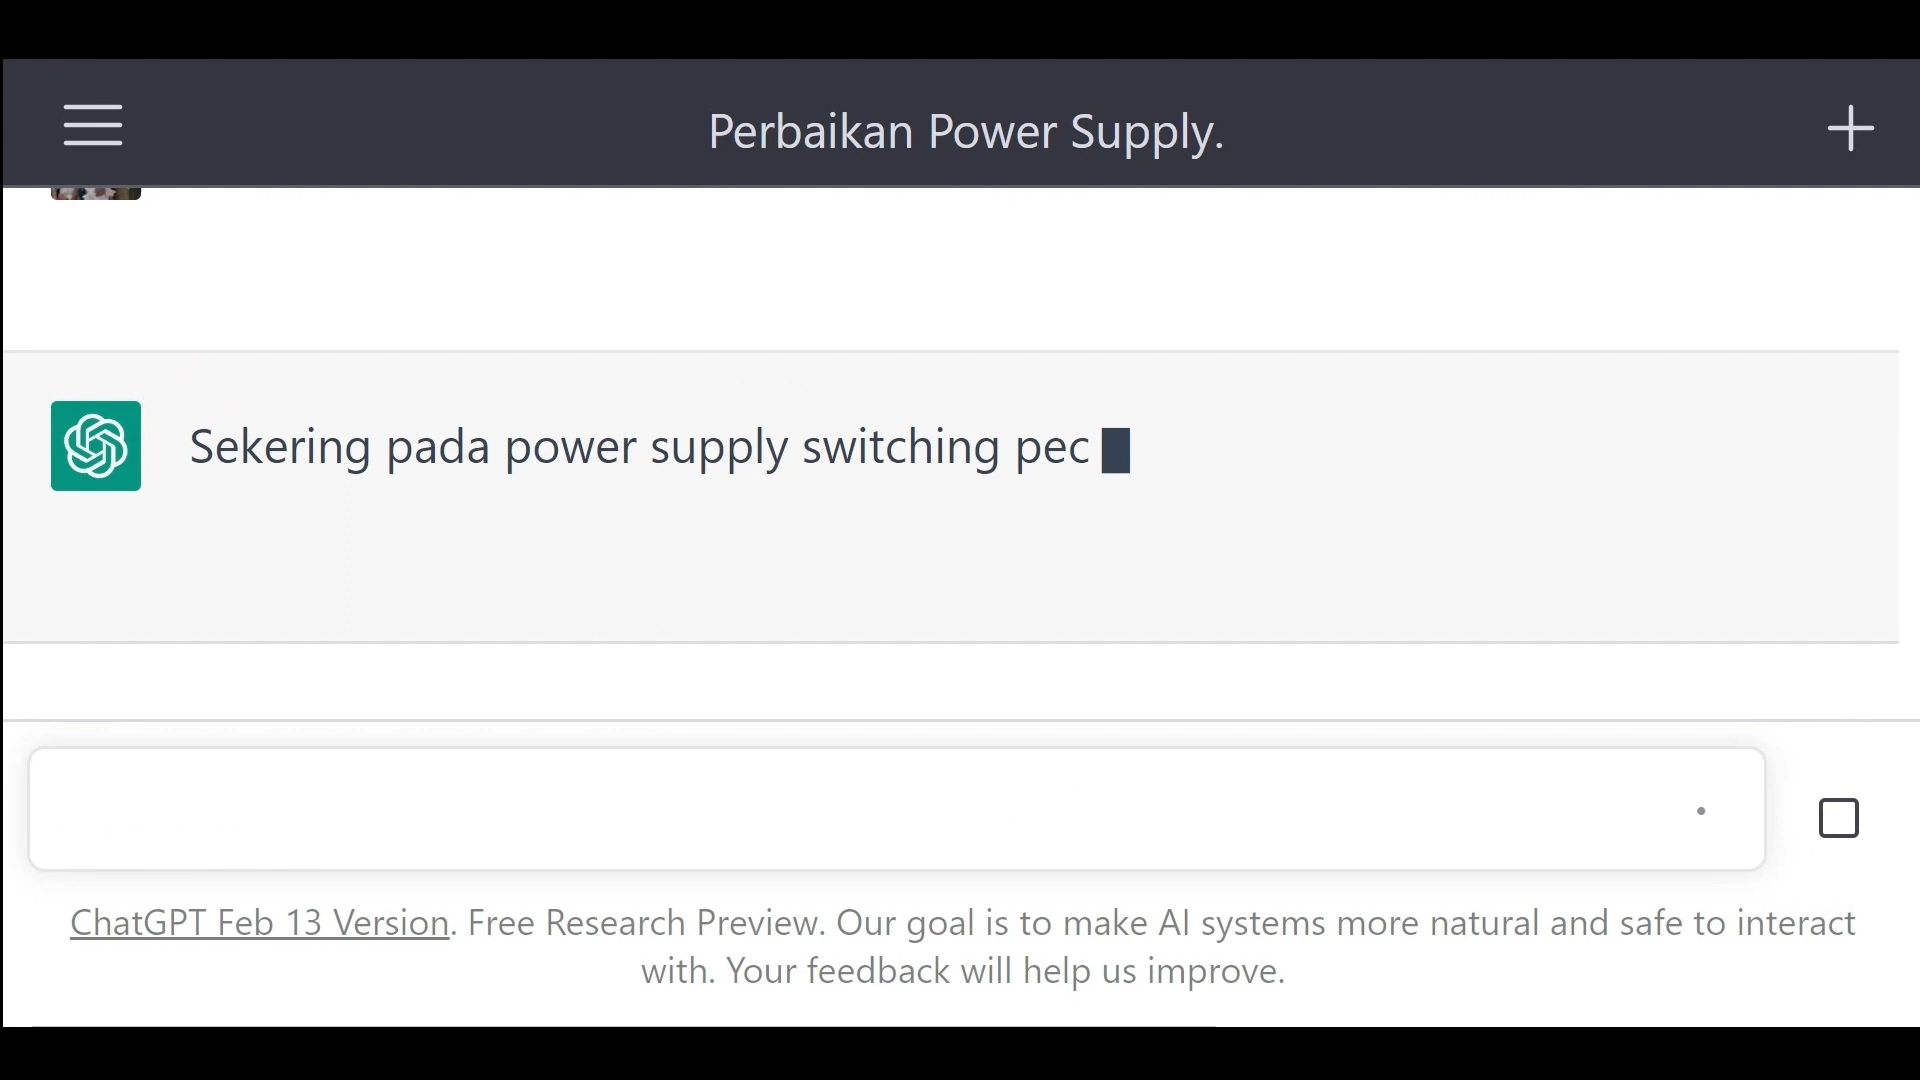 Perbaikan Power Supply.
Sekering pada power supply switching pec
ChatGPT Feb 13 Version. Free Research Preview. Our goal is to make AI systems more natural and safe to interact
with. Your feedback will help us improve.